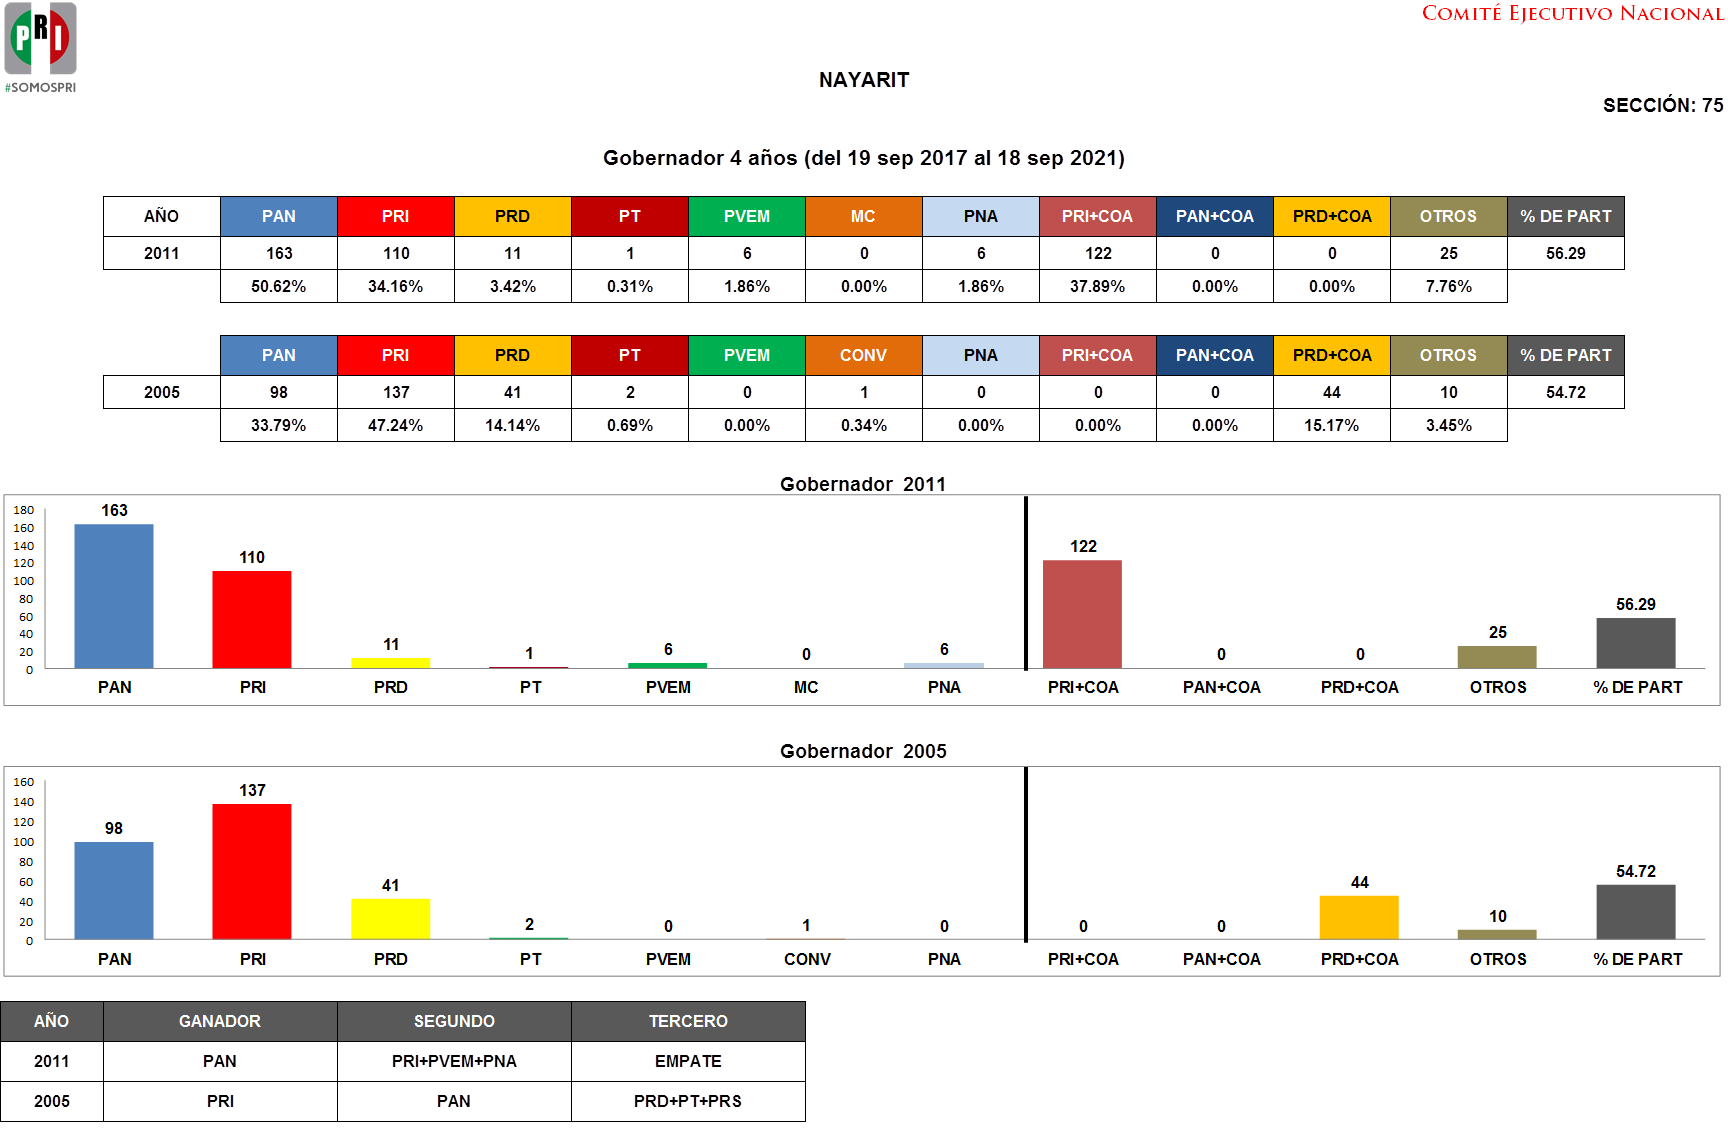 PRI
#SOMOSPRI
COMITÉ EJECUTIVO NACIONAL
NAYARIT
SECCIÓN: 75
Gobernador 4 años (del 19 sep 2017 al 18 sep 2021)
AÑO PAN PRI PRD PT PVEM MC PNA PRI+COA PAN+COA PRD+COA OTROS % DE PART
2011 163 110 11 1 6 0 6 122 0 0 25 56.29
50.62% 34.16% 3.42% 0.31% 1.86% 0.00% 1.86% 37.89% 0.00% 0.00% 7.76%
PAN PRI PRD PT PVEM CONV PNA PRI+COA PAN+COA PRD+COA OTROS % DE PART
2005 98 137 41 2 0 1 0 0 0 44 10 54.72
33.79% 47.24% 14.14% 0.69% 0.00% 0.34% 0.00% 0.00% 0.00% 15.17% 3.45%
Gobernador 2011
180
160
140
120
100
80
60
40
20
0
163 110 11 1 6 0 6 122 0 0 25 56.29
PAN PRI PRD PT PVEM MC PNA PRI+COA PAN+COA PRD+COA OTROS % DE PART
Gobernador 2005
160
140
120
100
80
60
40
20
0
98 137 41 2 0 1 0 0 0 44 10 54.72
PAN PRI PRD PT PVEM CONV PNA PRI+COA PAN+COA PRD+COA OTROS % DE PART
AÑO GANADOR SEGUNDO TERCERO
2011 PAN PRI+PVEM+PNA EMPATE
2005 PRI PAN PRD+PT+PRS